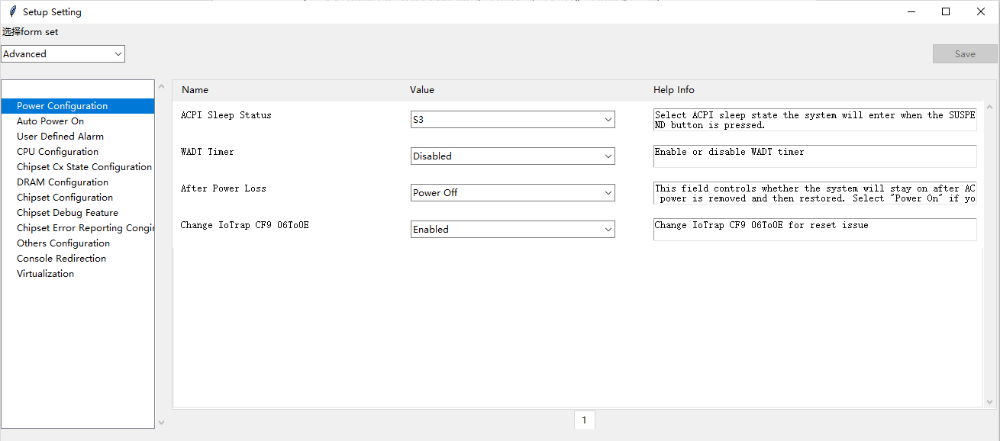 Setup Setting
选择form set
Advanced
Save
Power Configuration
Auto Power On
User Defined Alarm
CPU Configuration
Chipset Cx State Configuration
DRAM Configuration
Chipset Configuration
Chipset Debug Feature
Chipset Error Reporting Congin
Others Configuration
Console Redirection
Virtualization
Name Value Help Info
ACPI Sleep Status S3 Select ACPI sleep state the system will enter when the SUSPE
ND button is pressed.
WADT Timer Disabled Enable or disable WADT timer
After Power Loss Power Off This field controls whether the system will stay on after AC
power is removed and then restored. Select "Power On" if yo
Change IoTrap CF9 06To0E Enabled Change IoTrap CF9 06To0E for reset issue
1